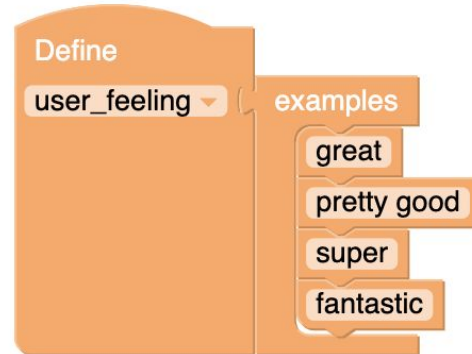 Define
user_feeling examples
great
pretty good
super
fantastic